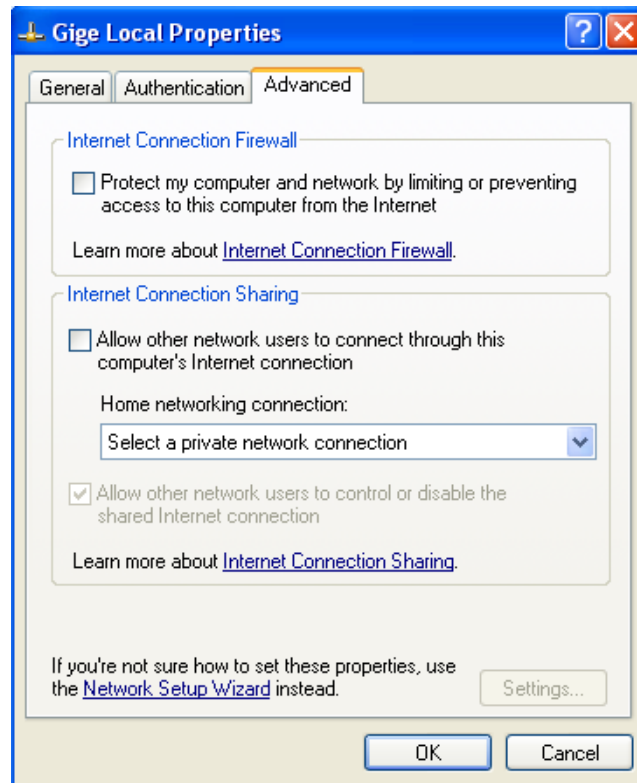 Gige Local Properties
General Authentication Advanced
Internet Connection Firewall
Protect my computer and network by limiting or preventing
access to this computer from the Internet
Learn more about Internet Connection Firewall.
Internet Connection Sharing
Allow other network users to connect through this
computer's Internet connection
Home networking connection:
Select a private network connection
Allow other network users to control or disable the
shared Internet connection
Learn more about Internet Connection Sharing.
If you're not sure how to set these properties, use
the Network Setup Wizard instead.
Settings...
OK Cancel